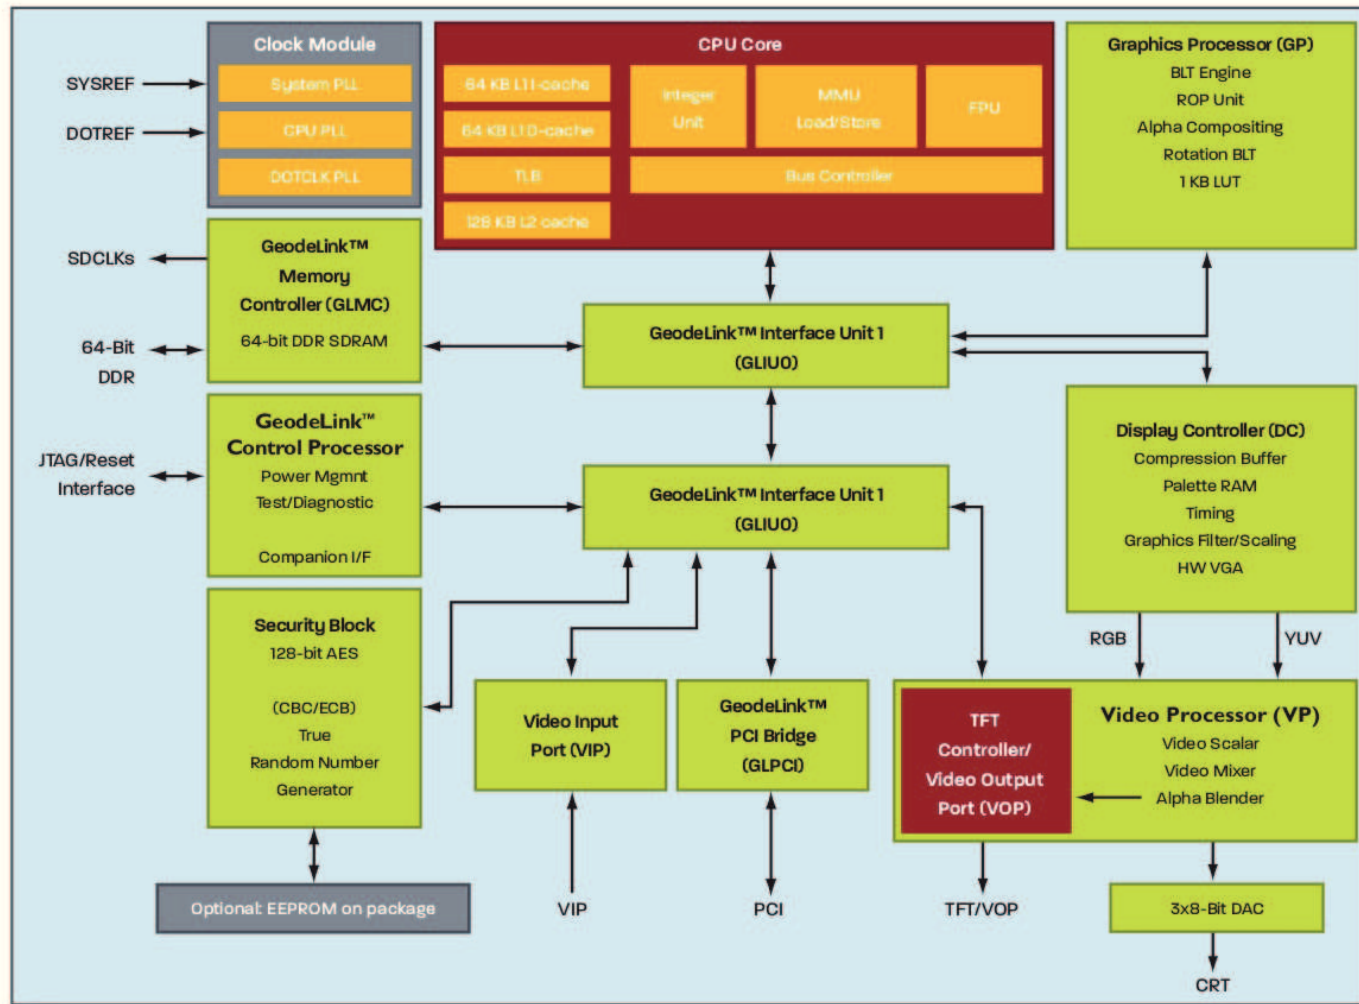 Clock Module
System PLL
CPU PLL
DOTCLK PLL
SYSREF
DOTREF
CPU Core
64 KB L1 I-cache
64 KB L1 D-cache
TLB
128 KB L2 cache
Integer
Unit
MMU
Load/Store
FPU
Bus Controller
Graphics Processor (GP)
BLT Engine
ROP Unit
Alpha Compositing
Rotation BLT
1 KB LUT
SDCLKs
64-Bit
DDR
GeodeLink™
Memory
Controller (GLMC)
64-bit DDR SDRAM
GeodeLink™ Interface Unit 1
(GLIU0)
JTAG/Reset
Interface
GeodeLink™
Control Processor
Power Mgmnt
Test/Diagnostic
Companion I/F
GeodeLink™ Interface Unit 1
(GLIU0)
Display Controller (DC)
Compression Buffer
Palette RAM
Timing
Graphics Filter/Scaling
HW VGA
RGB
YUV
Security Block
128-bit AES
(CBC/ECB)
True
Random Number
Generator
Video Input
Port (VIP)
GeodeLink™
PCI Bridge
(GLPCI)
TFT
Controller/
Video Output
Port (VOP)
Video Processor (VP)
Video Scalar
Video Mixer
Alpha Blender
Optional: EEPROM on package
VIP
PCI
TFT/VOP
3x8-Bit DAC
CRT